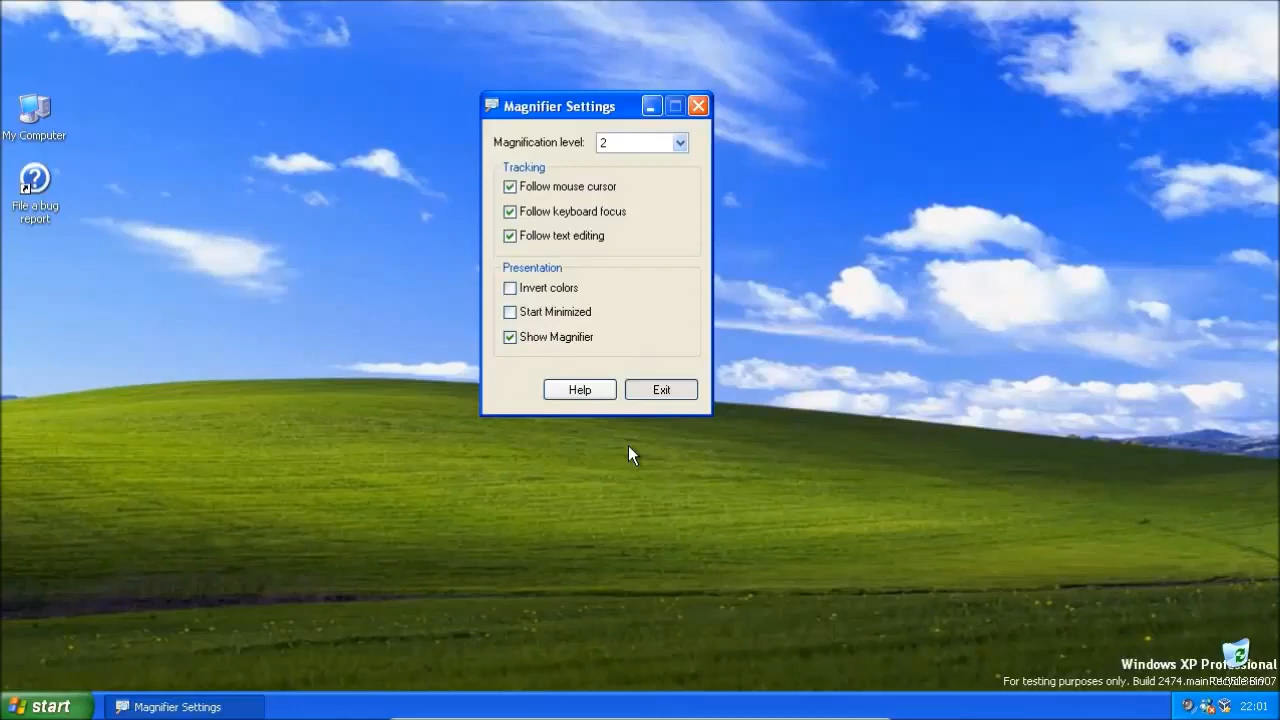 My Computer
File a bug
report
Magnifier Settings
Magnification level:
2
Tracking
Follow mouse cursor
Follow keyboard focus
Follow text editing
Presentation
Invert colors
Start Minimized
Show Magnifier
Help
Exit
Windows XP Professional
For testing purposes only. Build 2474.main
start
Magnifier Settings
22:01